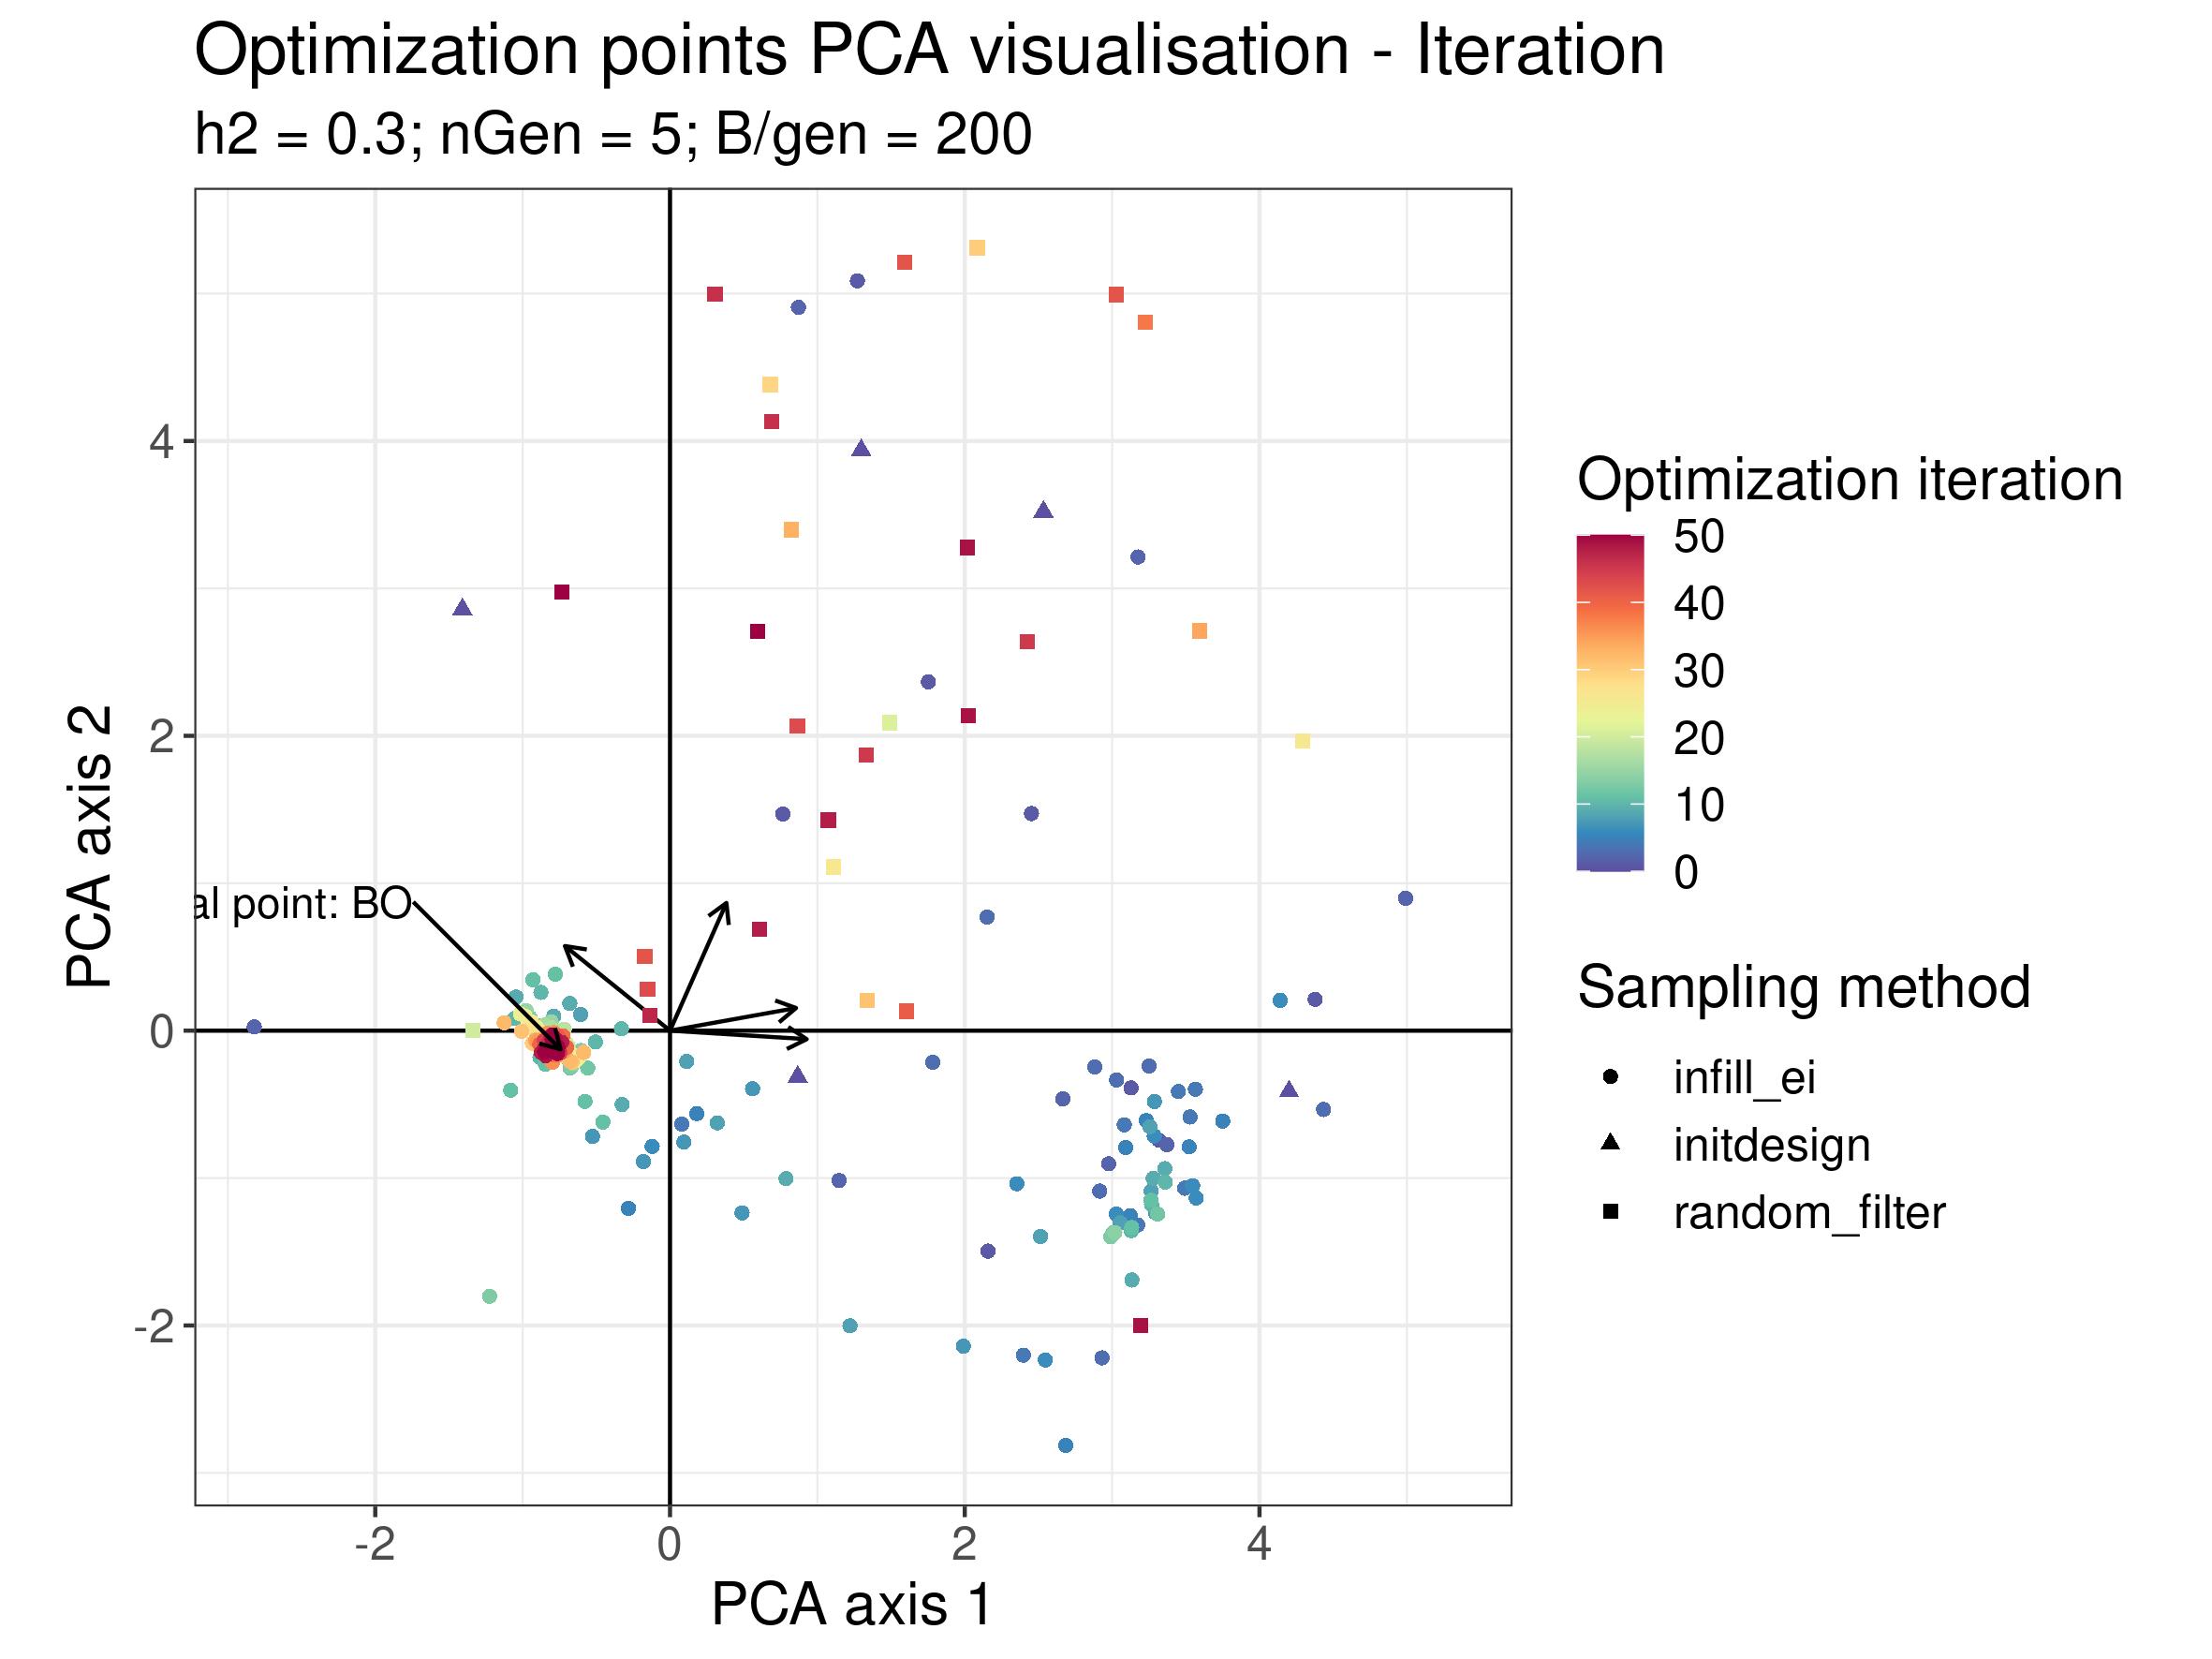 Optimization points PCA visualisation - Iteration
h2 = 0.3; nGen = 5; B/gen = 200
PCA axis 2
4
2
0
-2
al point: BO
-2
0
2
4
PCA axis 1
Optimization iteration
50
40
30
20
10
0
Sampling method
infill_ei
initdesign
random_filter